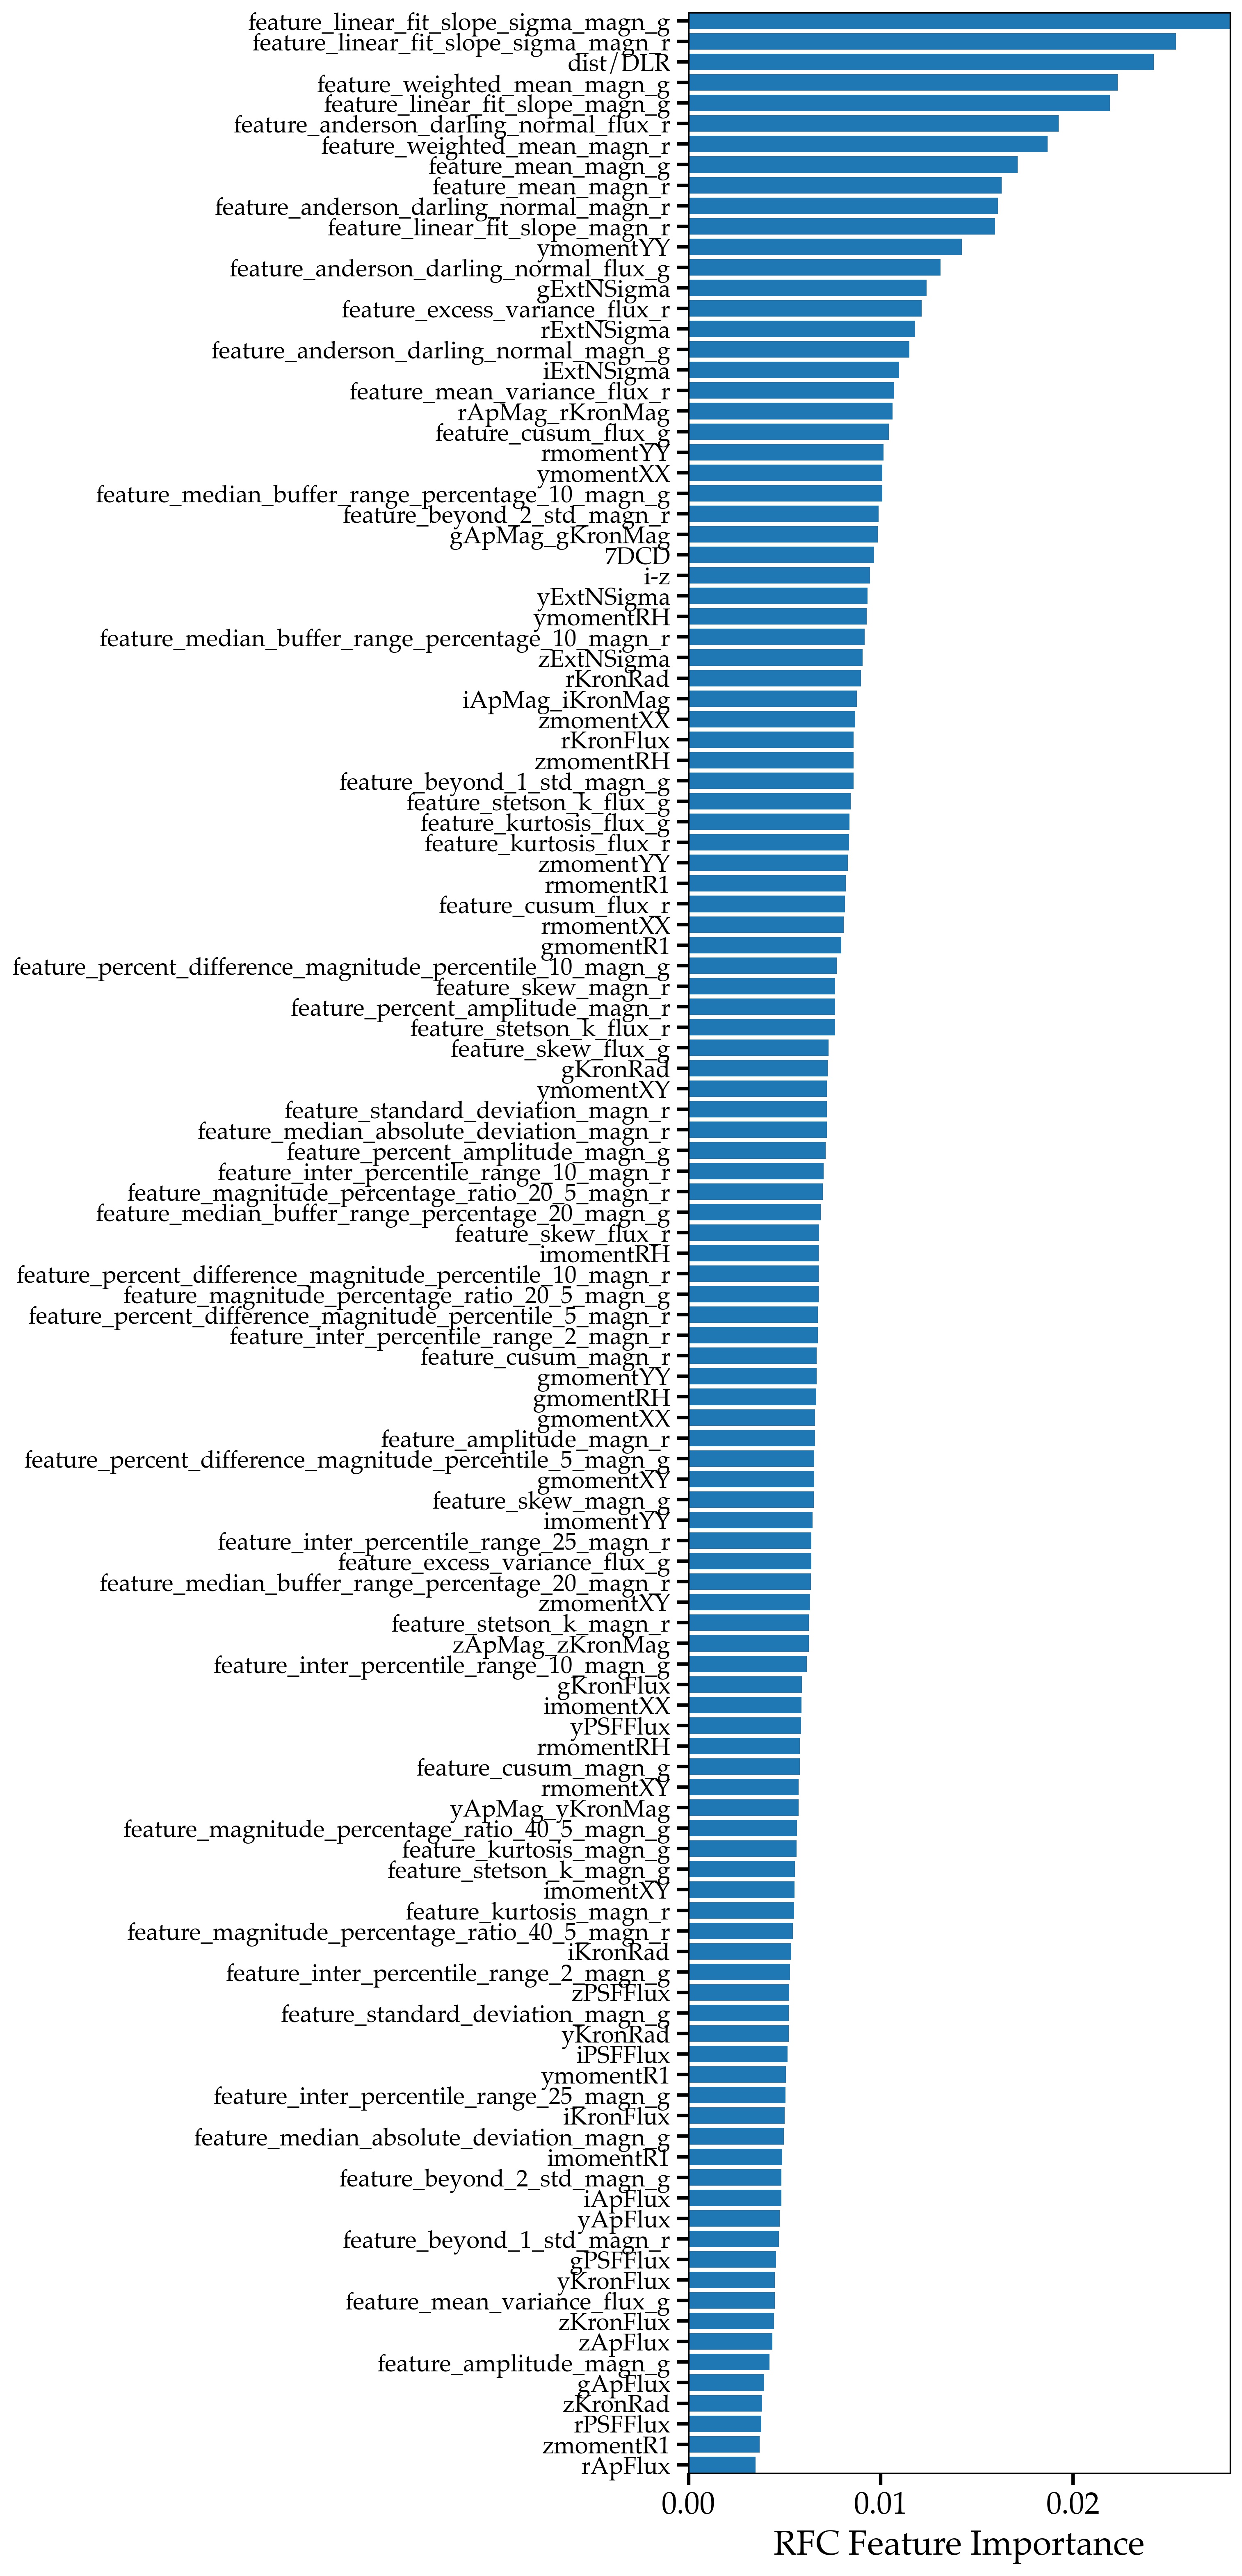 feature_linear_fit_slope_sigma_magn_g
feature_linear_fit_slope_sigma_magn_r
dist/DLR
feature_weighted_mean_magn_g
feature_linear_fit_slope_magn_g
feature_anderson_darling_normal_flux_r
feature_weighted_mean_magn_r
feature_mean_magn_g
feature_mean_magn_r
feature_anderson_darling_normal_magn_r
feature_linear_fit_slope_magn_r
ymomentYY
feature_anderson_darling_normal_flux_g
gExtNSigma
feature_excess_variance_flux_r
rExtNSigma
feature_anderson_darling_normal_magn_g
iExtNSigma
feature_mean_variance_flux_r
rApMag_rKronMag
feature_cusum_flux_g
rmomentYY
ymomentXX
feature_median_buffer_range_percentage_10_magn_g
feature_beyond_2_std_magn_r
gApMag_gKronMag
7DCD
i-z
yExtNSigma
ymomentRH
feature_median_buffer_range_percentage_10_magn_r
zExtNSigma
rKronRad
iApMag_iKronMag
zmomentXX
rKronFlux
zmomentRH
feature_beyond_1_std_magn_g
feature_stetson_k_flux_g
feature_kurtosis_flux_g
feature_kurtosis_flux_r
zmomentYY
rmomentR1
feature_cusum_flux_r
rmomentXX
gmomentR1
feature_percent_difference_magnitude_percentile_10_magn_g
feature_skew_magn_r
feature_percent_amplitude_magn_r
feature_stetson_k_flux_r
feature_skew_flux_g
gKronRad
ymomentXY
feature_standard_deviation_magn_r
feature_median_absolute_deviation_magn_r
feature_percent_amplitude_magn_g
feature_inter_percentile_range_10_magn_r
feature_magnitude_percentage_ratio_20_5_magn_r
feature_median_buffer_range_percentage_20_magn_g
feature_skew_flux_r
imomentRH
feature_percent_difference_magnitude_percentile_10_magn_r
feature_magnitude_percentage_ratio_20_5_magn_g
feature_percent_difference_magnitude_percentile_5_magn_r
feature_inter_percentile_range_2_magn_r
feature_cusum_magn_r
gmomentYY
gmomentRH
gmomentXX
feature_amplitude_magn_r
feature_percent_difference_magnitude_percentile_5_magn_g
gmomentXY
feature_skew_magn_g
imomentYY
feature_inter_percentile_range_25_magn_r
feature_excess_variance_flux_g
feature_median_buffer_range_percentage_20_magn_r
zmomentXY
feature_stetson_k_magn_r
zApMag_zKronMag
feature_inter_percentile_range_10_magn_g
gKronFlux
imomentXX
yPSFFlux
rmomentRH
feature_cusum_magn_g
rmomentXY
yApMag_yKronMag
feature_magnitude_percentage_ratio_40_5_magn_g
feature_kurtosis_magn_g
feature_stetson_k_magn_g
imomentXY
feature_kurtosis_magn_r
feature_magnitude_percentage_ratio_40_5_magn_r
iKronRad
feature_inter_percentile_range_2_magn_g
zPSFFlux
feature_standard_deviation_magn_g
yKronRad
iPSFFlux
ymomentR1
feature_inter_percentile_range_25_magn_g
iKronFlux
feature_median_absolute_deviation_magn_g
imomentR1
feature_beyond_2_std_magn_g
iApFlux
yApFlux
feature_beyond_1_std_magn_r
gPSFFlux
yKronFlux
feature_mean_variance_flux_g
zKronFlux
zApFlux
feature_amplitude_magn_g
gApFlux
zKronRad
rPSFFlux
zmomentR1
rApFlux
0.00 0.01 0.02
RFC Feature Importance